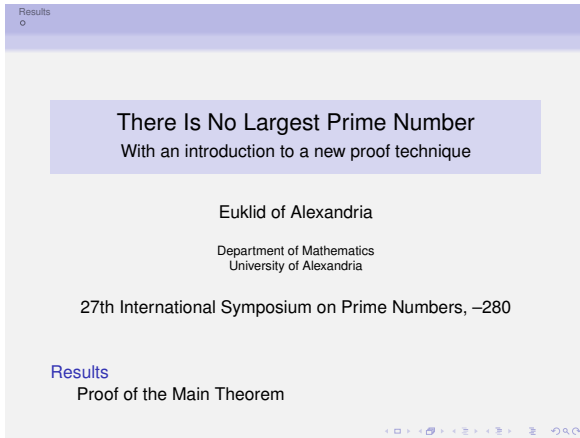 Results
There Is No Largest Prime Number
With an introduction to a new proof technique
Euklid of Alexandria
Department of Mathematics
University of Alexandria
27th International Symposium on Prime Numbers, –280
Results
Proof of the Main Theorem